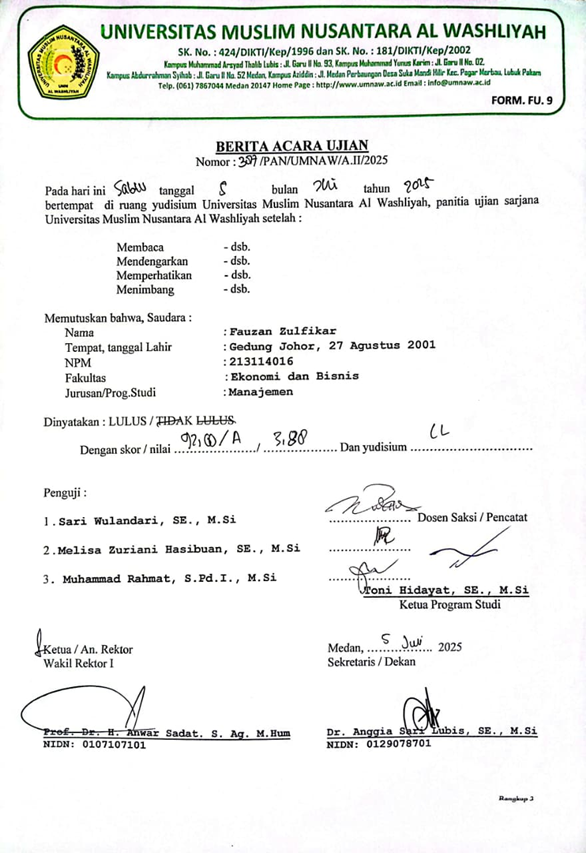 UNIVERSITAS MUSLIM NUSANTARA AL WASHLIYAH
SK. No. : 424/DIKTI/Kep/1996 dan SK. No. : 181/DIKTI/Kep/2002
Kampus Muhammad Arsyad Thalib Lubis : Jl. Garu II No. 93, Kampus Muhammad Yunus Karim : Jl. Garu II No. 02,
Kampus Abdurrahman Syihab : Jl. Garu II No. 52 Medan, Kampus Aziddin : Jl. Medan Perbaungan Desa Suka Mandi Hilir Kec. Pagar Merbau, Lubuk Pakam
Telp. (061) 7867044 Medan 20147 Home Page : http://www.umnaw.ac.id Email : info@umnaw.ac.id
UMN
AL WASHLIYAH
FORM. FU. 9
BERITA ACARA UJIAN
Nomor : 387/PAN/UMNAW/A.II/2025
Pada hari ini Sabtu tanggal 5 bulan Juli tahun 2025
bertempat di ruang yudisium Universitas Muslim Nusantara Al Washliyah, panitia ujian sarjana
Universitas Muslim Nusantara Al Washliyah setelah :
Membaca - dsb.
Mendengarkan - dsb.
Memperhatikan - dsb.
Menimbang - dsb.
Memutuskan bahwa, Saudara :
Nama : Fauzan Zulfikar
Tempat, tanggal Lahir : Gedung Johor, 27 Agustus 2001
NPM : 213114016
Fakultas : Ekonomi dan Bisnis
Jurusan/Prog.Studi : Manajemen
Dinyatakan : LULUS / TIDAK LULUS
Dengan skor / nilai 92,00/A / 3,88 Dan yudisium
Penguji :
1. Sari Wulandari, SE., M.Si Dosen Saksi / Pencatat
2. Melisa Zuriani Hasibuan, SE., M.Si
3. Muhammad Rahmat, S.Pd.I., M.Si
Toni Hidayat, SE., M.Si
Ketua Program Studi
Ketua / An. Rektor
Wakil Rektor I
Medan, 5 Juli 2025
Sekretaris / Dekan
Prof. Dr. H. Anwar Sadat. S. Ag. M.Hum
NIDN: 0107107101
Dr. Anggia Sari Lubis, SE., M.Si
NIDN: 0129078701
Rangkap 3